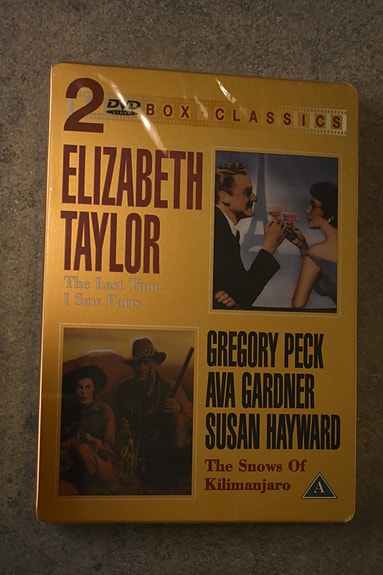 2 DVD VIDEO BOX CLASSICS
ELIZABETH
TAYLOR
The Last Time
I Saw Paris
GREGORY PECK
AVA GARDNER
SUSAN HAYWARD
The Snows Of
Kilimanjaro
A